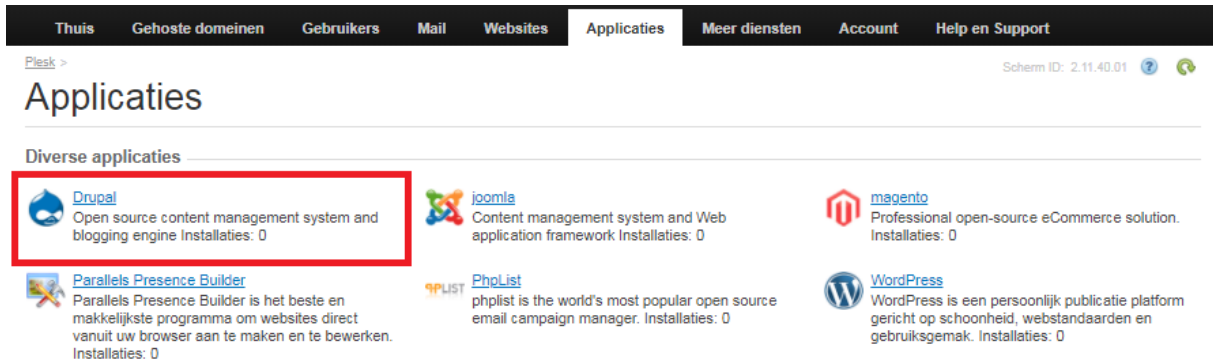 Thuis Gehoste domeinen Gebruikers Mail Websites Applicaties Meer diensten Account Help en Support
Plesk >
Scherm ID: 2.11.40.01
Applicaties
Diverse applicaties
Drupal
Open source content management system and
blogging engine Installaties: 0
joomla
Content management system and Web
application framework Installaties: 0
magento
Professional open-source eCommerce solution.
Installaties: 0
Parallels Presence Builder
Parallels Presence Builder is het beste en
makkelijkste programma om websites direct
vanuit uw browser aan te maken en te bewerken.
Installaties: 0
PHPLIST
PhpList
phplist is the world's most popular open source
email campaign manager. Installaties: 0
WordPress
WordPress is een persoonlijk publicatie platform
gericht op schoonheid, webstandaarden en
gebruiksgemak. Installaties: 0